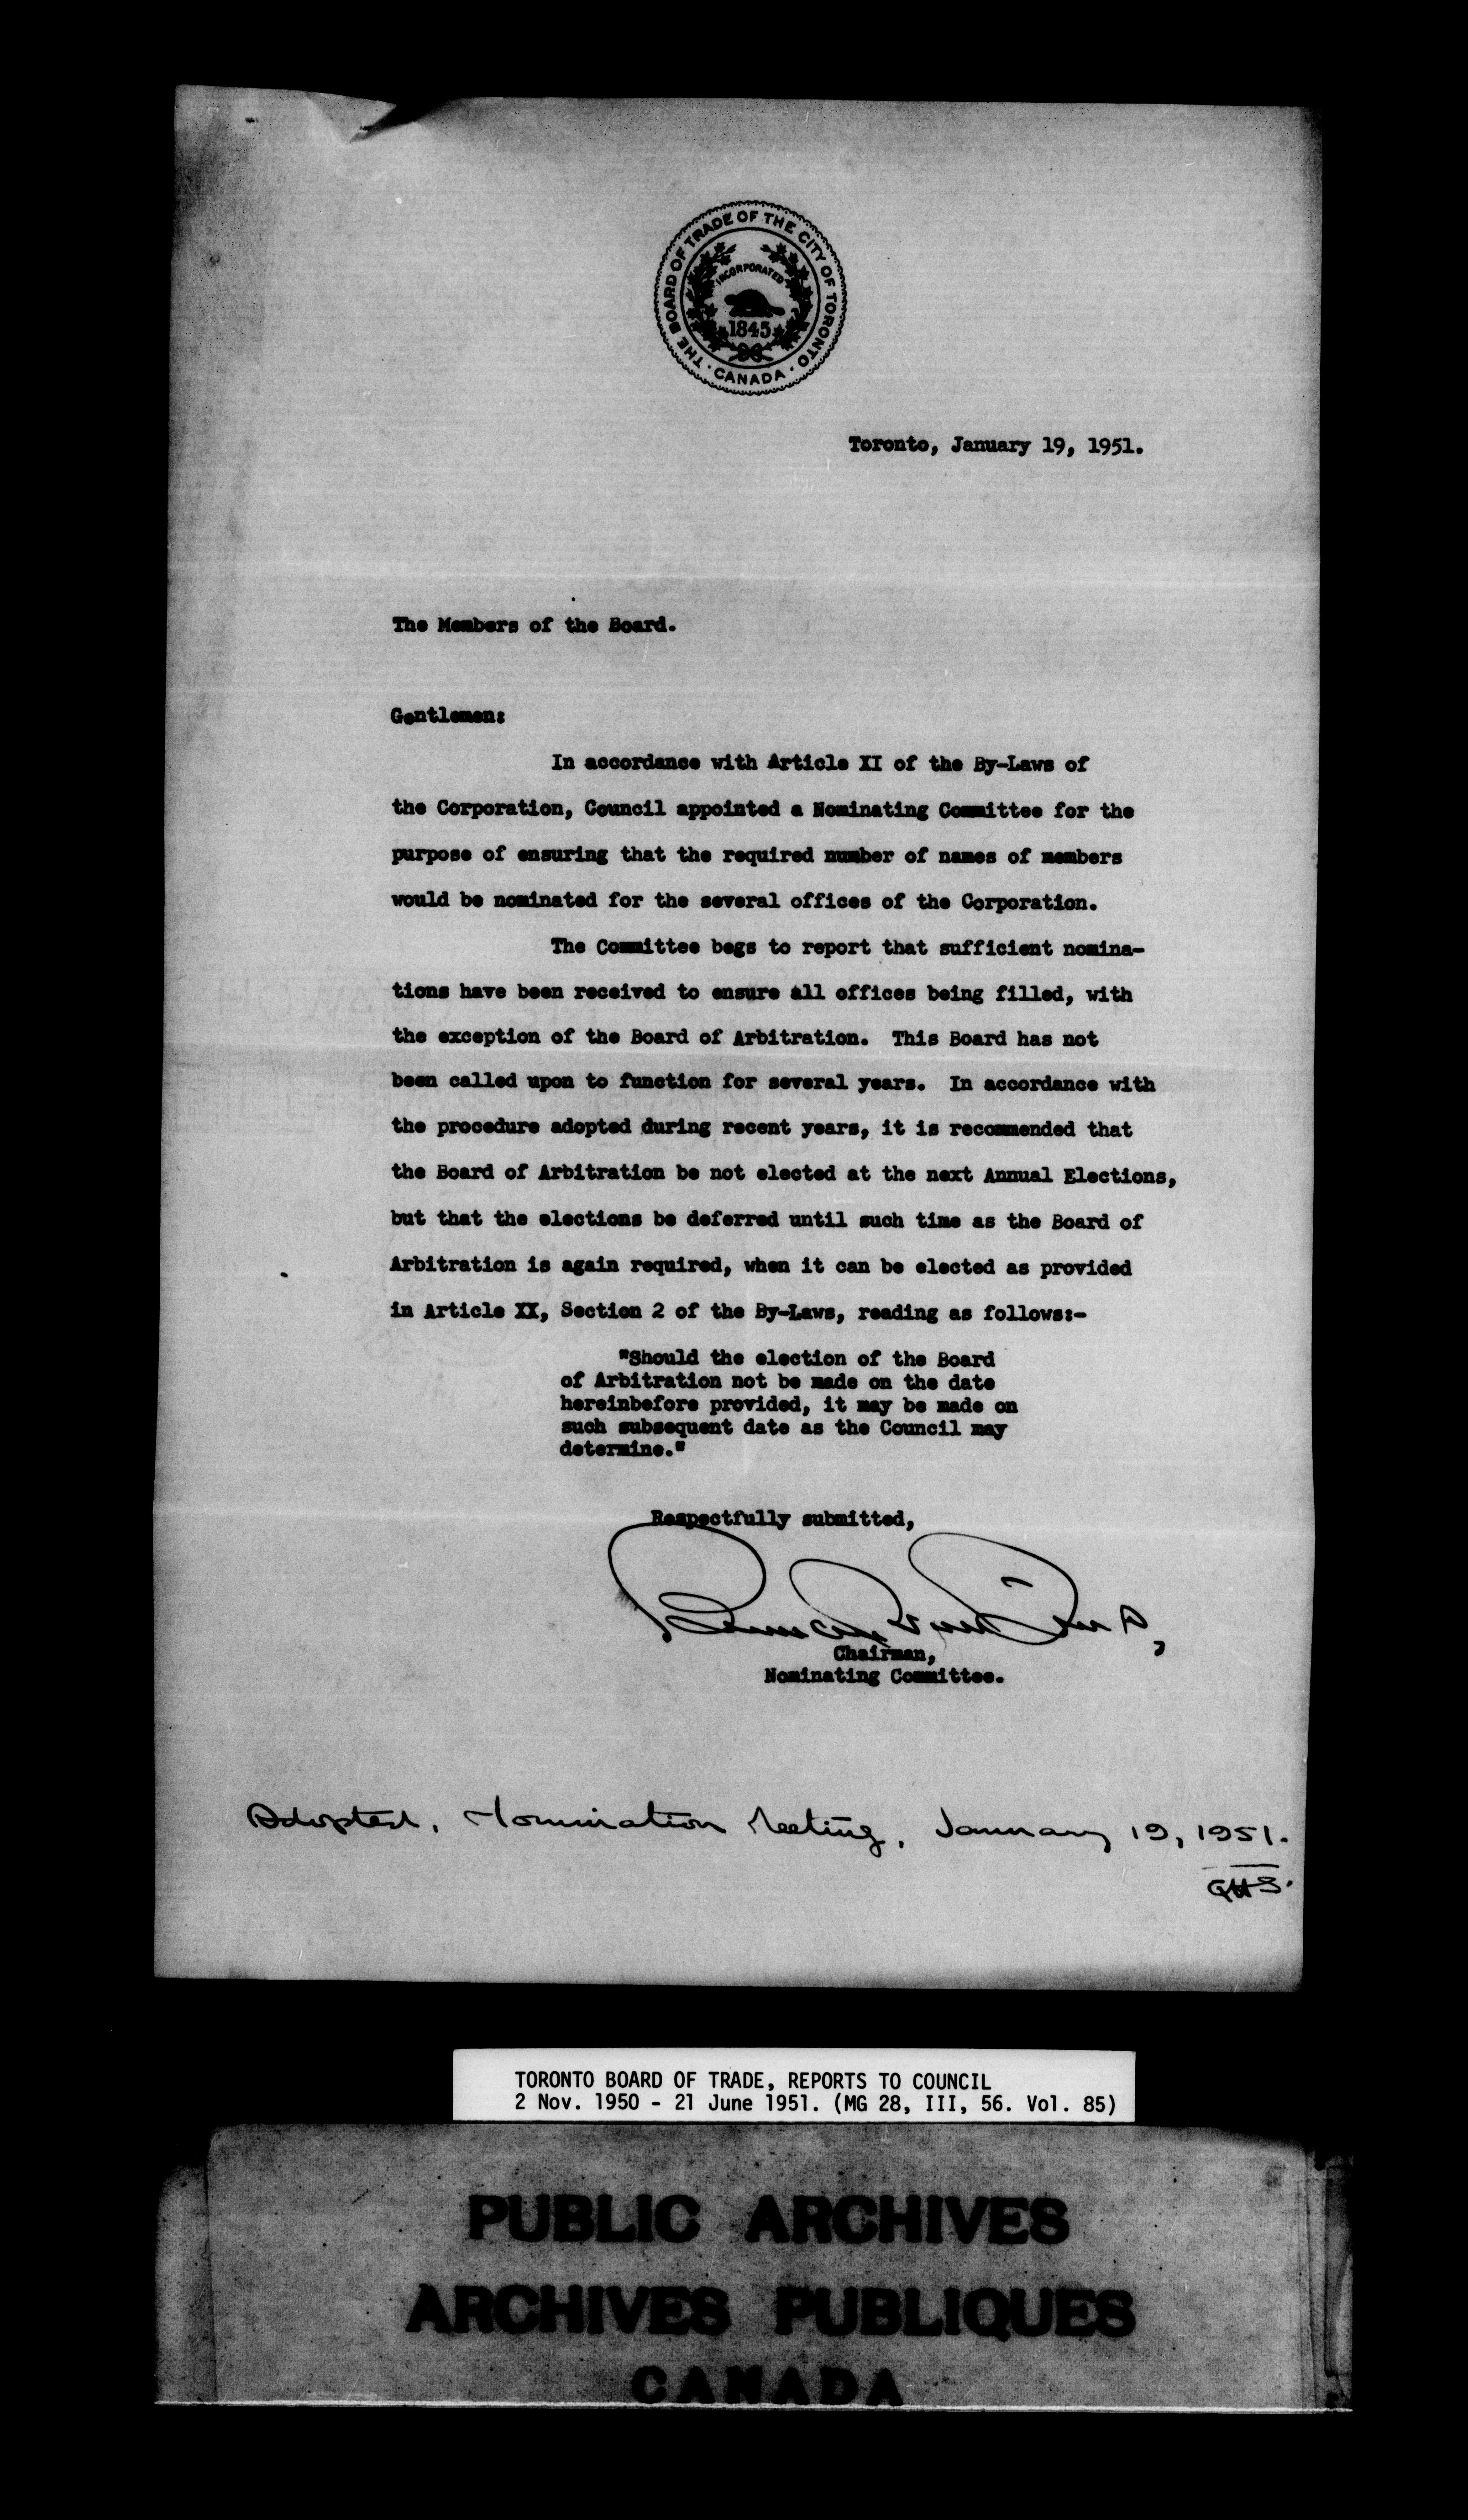 THE BOARD OF TRADE OF THE CITY OF TORONTO
· CANADA ·
INCORPORATED
1845
Toronto, January 19, 1951.
The Members of the Board.
Gentlemen:
In accordance with Article XI of the By-Laws of
the Corporation, Council appointed a Nominating Committee for the
purpose of ensuring that the required number of names of members
would be nominated for the several offices of the Corporation.
The Committee begs to report that sufficient nomina-
tions have been received to ensure all offices being filled, with
the exception of the Board of Arbitration. This Board has not
been called upon to function for several years. In accordance with
the procedure adopted during recent years, it is recommended that
the Board of Arbitration be not elected at the next Annual Elections,
but that the elections be deferred until such time as the Board of
Arbitration is again required, when it can be elected as provided
in Article XX, Section 2 of the By-Laws, reading as follows:-
"Should the election of the Board
of Arbitration not be made on the date
hereinbefore provided, it may be made on
such subsequent date as the Council may
determine."
Respectfully submitted,
Chairman,
Nominating Committee.
Adopted, Nomination Meeting, January 19, 1951.
TORONTO BOARD OF TRADE, REPORTS TO COUNCIL
2 Nov. 1950 - 21 June 1951. (MG 28, III, 56. Vol. 85)
PUBLIC ARCHIVES
ARCHIVES PUBLIQUES
CANADA